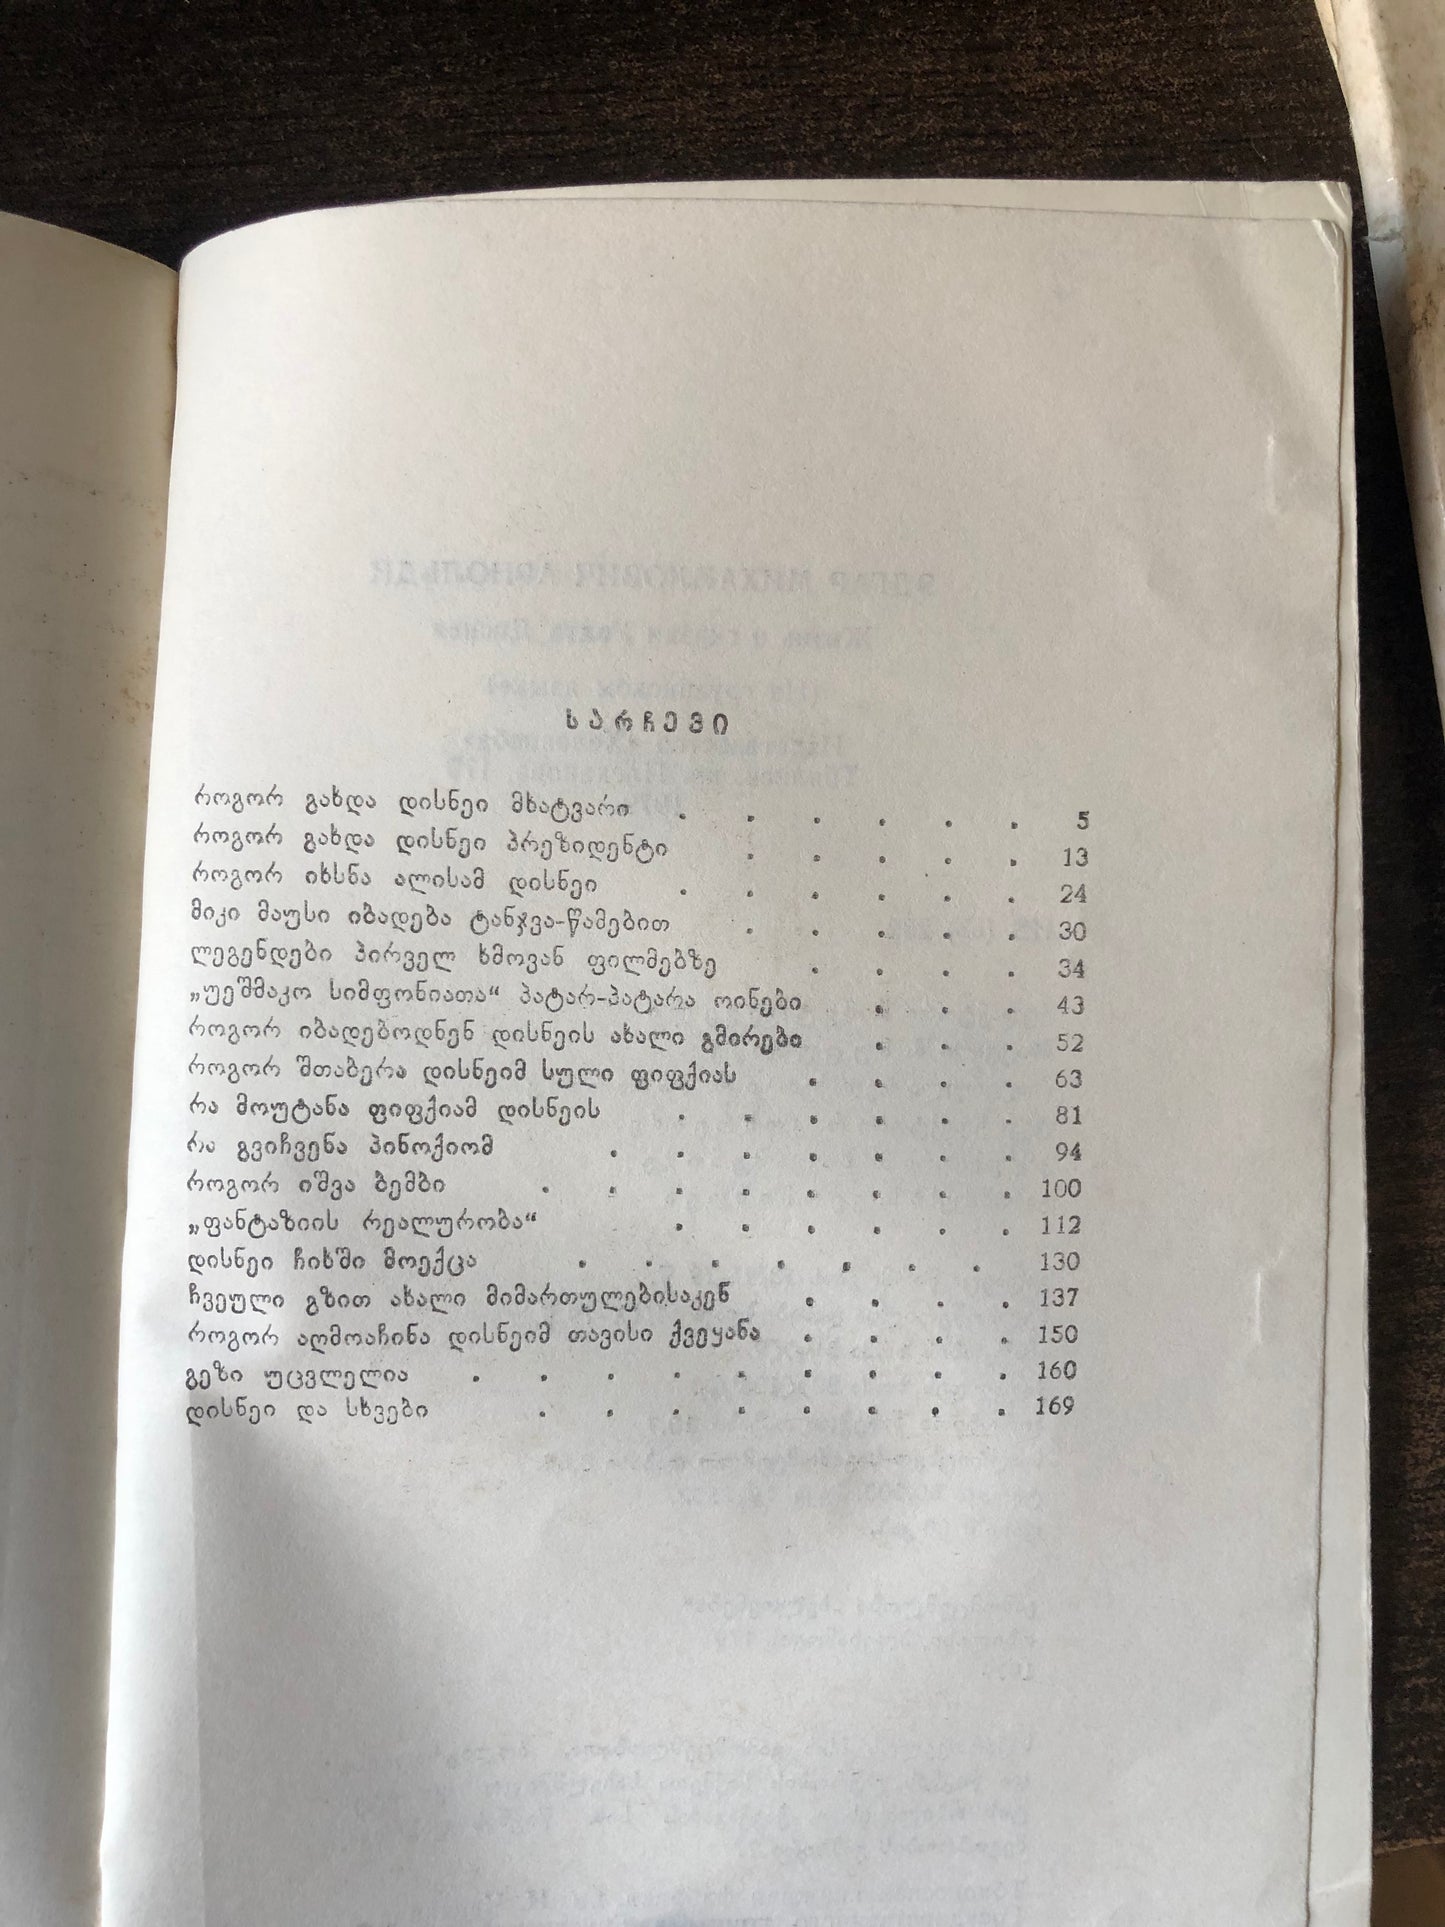 სარჩევი
როგორ გახდა დისნეი მხატვარი . . . . . . 5
როგორ გახდა დისნეი პრეზიდენტი . . . . . 13
როგორ იხსნა ალისამ დისნეი . . . . . . 24
მიკი მაუსი იბადება ტანჯვა-წამებით . . . . . 30
ლეგენდები პირველ ხმოვან ფილმებზე . . . . 34
„უეშმაკო სიმფონიათა“ პატარ-პატარა ოინები . . . 43
როგორ იბადებოდნენ დისნეის ახალი გმირები . . . 52
როგორ შთაბერა დისნეიმ სული ფიფქიას . . . . 63
რა მოუტანა ფიფქიამ დისნეის . . . . . . 81
რა გვიჩვენა პინოქიომ . . . . . . . 94
როგორ იშვა ბემბი . . . . . . . . 100
„ფანტაზიის რეალურობა“ . . . . . . 112
დისნეი ჩიხში მოექცა . . . . . . . 130
ჩვეული გზით ახალი მიმართულებისაკენ . . . . 137
როგორ აღმოაჩინა დისნეიმ თავისი ქვეყანა . . . . 150
გეზი უცვლელია . . . . . . . . . 160
დისნეი და სხვები . . . . . . . . 169